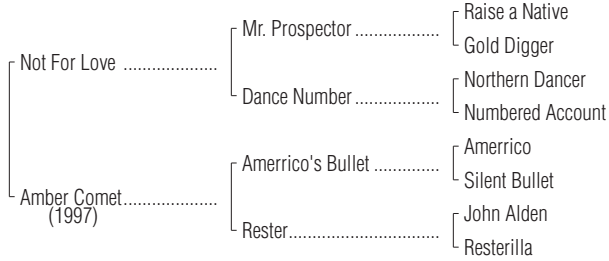 Raise a Native
Mr. Prospector ..................
Gold Digger
Not For Love ....................
Northern Dancer
Dance Number ..................
Numbered Account
Amerrico
Amerrico's Bullet ..............
Silent Bullet
Amber Comet....................
(1997)
John Alden
Rester................................
Resterilla